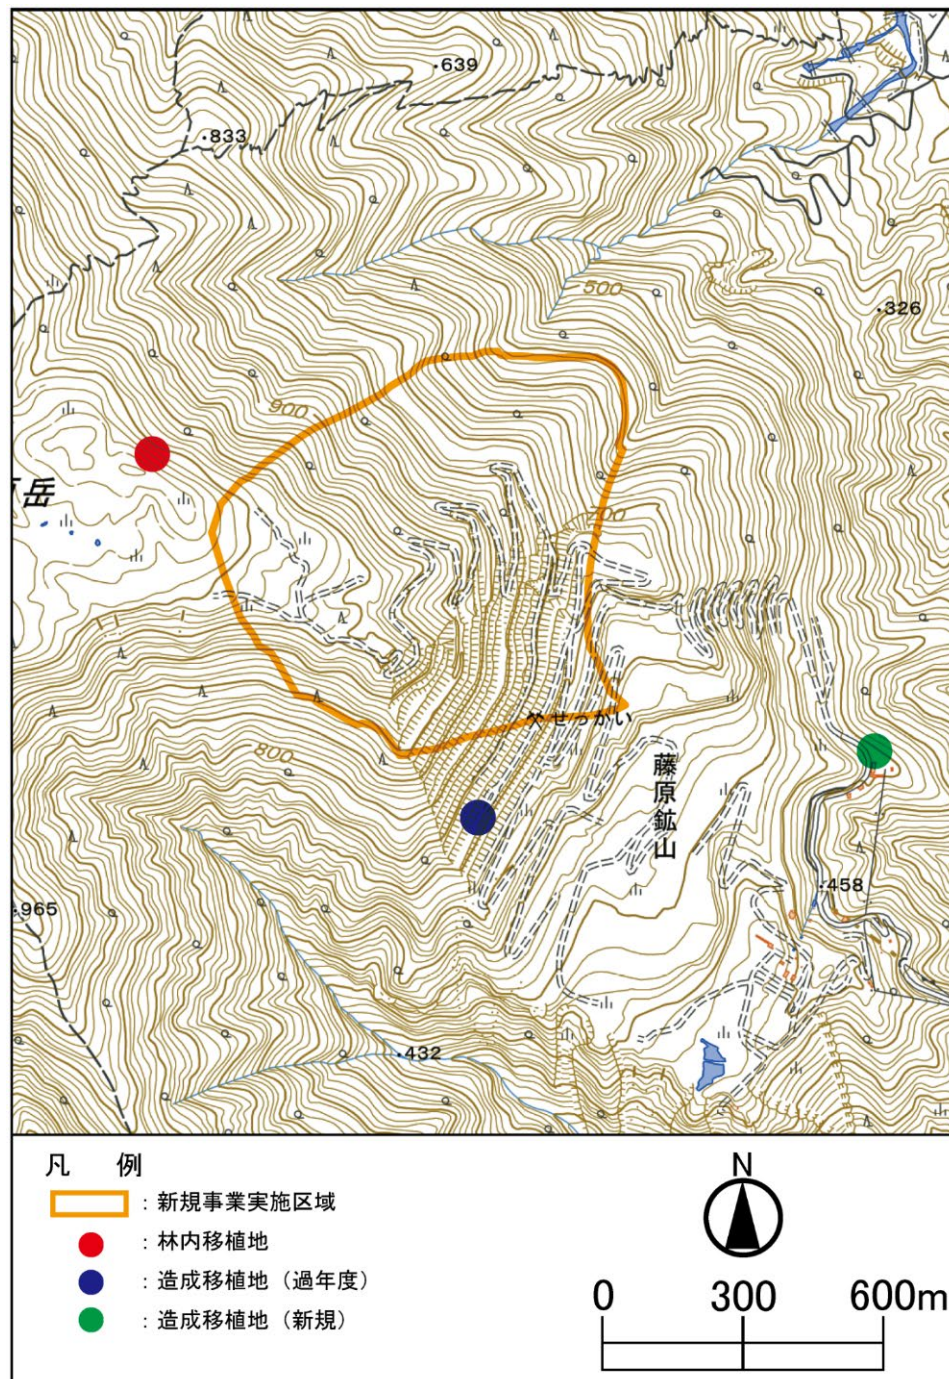 639
833
500
326
900
岳
700
せっかい
800
藤原鉱山
458
965
432
凡 例
：新規事業実施区域
：林内移植地
：造成移植地（過年度）
：造成移植地（新規）
N
0 300 600m